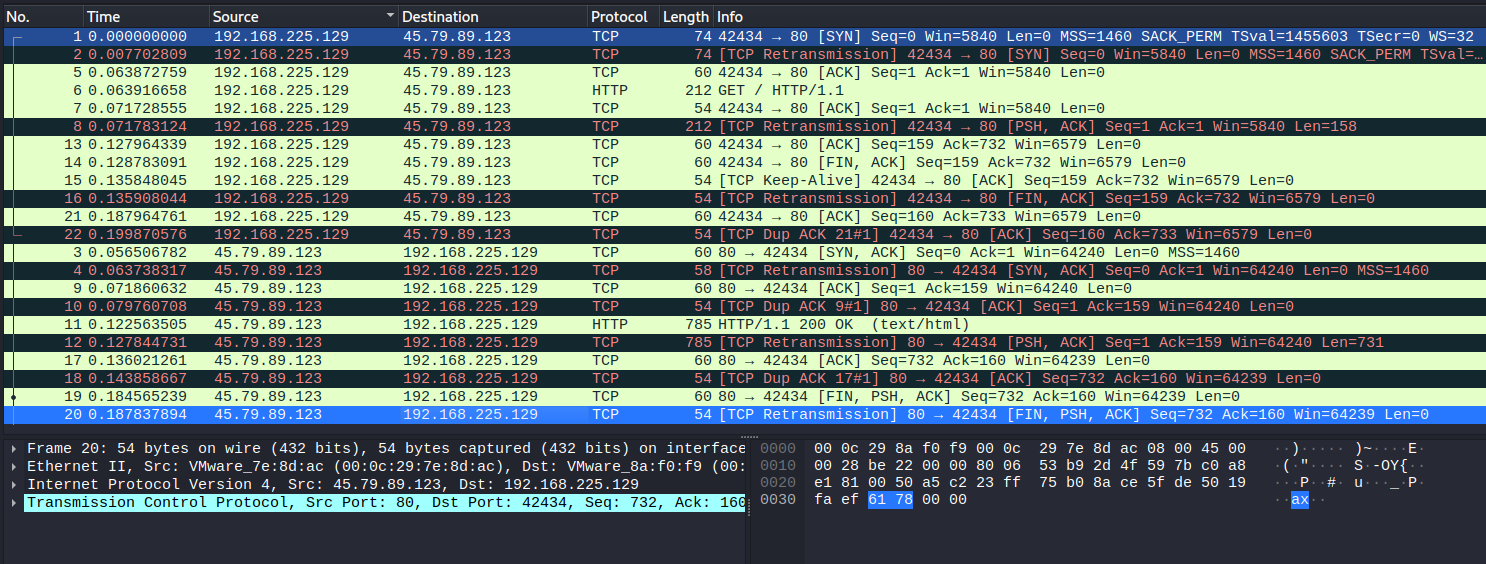 No. Time Source Destination Protocol Length Info
1 0.000000000 192.168.225.129 45.79.89.123 TCP 74 42434 → 80 [SYN] Seq=0 Win=5840 Len=0 MSS=1460 SACK_PERM TSval=1455603 TSecr=0 WS=32
2 0.007702809 192.168.225.129 45.79.89.123 TCP 74 [TCP Retransmission] 42434 → 80 [SYN] Seq=0 Win=5840 Len=0 MSS=1460 SACK_PERM TSval=…
5 0.063872759 192.168.225.129 45.79.89.123 TCP 60 42434 → 80 [ACK] Seq=1 Ack=1 Win=5840 Len=0
6 0.063916658 192.168.225.129 45.79.89.123 HTTP 212 GET / HTTP/1.1
7 0.071728555 192.168.225.129 45.79.89.123 TCP 54 42434 → 80 [ACK] Seq=1 Ack=1 Win=5840 Len=0
8 0.071783124 192.168.225.129 45.79.89.123 TCP 212 [TCP Retransmission] 42434 → 80 [PSH, ACK] Seq=1 Ack=1 Win=5840 Len=158
13 0.127964339 192.168.225.129 45.79.89.123 TCP 60 42434 → 80 [ACK] Seq=159 Ack=732 Win=6579 Len=0
14 0.128783091 192.168.225.129 45.79.89.123 TCP 60 42434 → 80 [FIN, ACK] Seq=159 Ack=732 Win=6579 Len=0
15 0.135848045 192.168.225.129 45.79.89.123 TCP 54 [TCP Keep-Alive] 42434 → 80 [ACK] Seq=159 Ack=732 Win=6579 Len=0
16 0.135908044 192.168.225.129 45.79.89.123 TCP 54 [TCP Retransmission] 42434 → 80 [FIN, ACK] Seq=159 Ack=732 Win=6579 Len=0
21 0.187964761 192.168.225.129 45.79.89.123 TCP 60 42434 → 80 [ACK] Seq=160 Ack=733 Win=6579 Len=0
22 0.199870576 192.168.225.129 45.79.89.123 TCP 54 [TCP Dup ACK 21#1] 42434 → 80 [ACK] Seq=160 Ack=733 Win=6579 Len=0
3 0.056506782 45.79.89.123 192.168.225.129 TCP 60 80 → 42434 [SYN, ACK] Seq=0 Ack=1 Win=64240 Len=0 MSS=1460
4 0.063738317 45.79.89.123 192.168.225.129 TCP 58 [TCP Retransmission] 80 → 42434 [SYN, ACK] Seq=0 Ack=1 Win=64240 Len=0 MSS=1460
9 0.071860632 45.79.89.123 192.168.225.129 TCP 60 80 → 42434 [ACK] Seq=1 Ack=159 Win=64240 Len=0
10 0.079760708 45.79.89.123 192.168.225.129 TCP 54 [TCP Dup ACK 9#1] 80 → 42434 [ACK] Seq=1 Ack=159 Win=64240 Len=0
11 0.122563505 45.79.89.123 192.168.225.129 HTTP 785 HTTP/1.1 200 OK (text/html)
12 0.127844731 45.79.89.123 192.168.225.129 TCP 785 [TCP Retransmission] 80 → 42434 [PSH, ACK] Seq=1 Ack=159 Win=64240 Len=731
17 0.136021261 45.79.89.123 192.168.225.129 TCP 60 80 → 42434 [ACK] Seq=732 Ack=160 Win=64239 Len=0
18 0.143858667 45.79.89.123 192.168.225.129 TCP 54 [TCP Dup ACK 17#1] 80 → 42434 [ACK] Seq=732 Ack=160 Win=64239 Len=0
19 0.184565239 45.79.89.123 192.168.225.129 TCP 60 80 → 42434 [FIN, PSH, ACK] Seq=732 Ack=160 Win=64239 Len=0
20 0.187837894 45.79.89.123 192.168.225.129 TCP 54 [TCP Retransmission] 80 → 42434 [FIN, PSH, ACK] Seq=732 Ack=160 Win=64239 Len=0
Frame 20: 54 bytes on wire (432 bits), 54 bytes captured (432 bits) on interface
Ethernet II, Src: VMware_7e:8d:ac (00:0c:29:7e:8d:ac), Dst: VMware_8a:f0:f9 (00:
Internet Protocol Version 4, Src: 45.79.89.123, Dst: 192.168.225.129
Transmission Control Protocol, Src Port: 80, Dst Port: 42434, Seq: 732, Ack: 160
0000 00 0c 29 8a f0 f9 00 0c 29 7e 8d ac 08 00 45 00 ··)····· )~····E·
0010 00 28 be 22 00 00 80 06 53 b9 2d 4f 59 7b c0 a8 ·(·"···· S·-OY{··
0020 e1 81 00 50 a5 c2 23 ff 75 b0 8a ce 5f de 50 19 ···P··#· u···_·P·
0030 fa ef 61 78 00 00 ··ax··